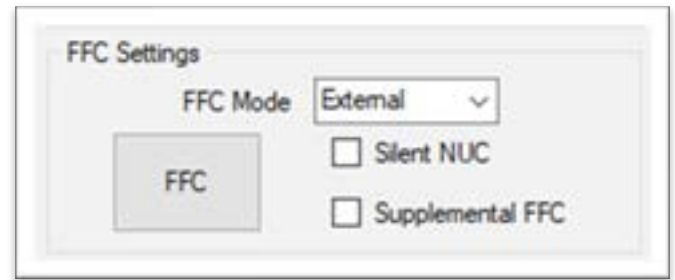 FFC Settings
FFC Mode External
Silent NUC
FFC
Supplemental FFC